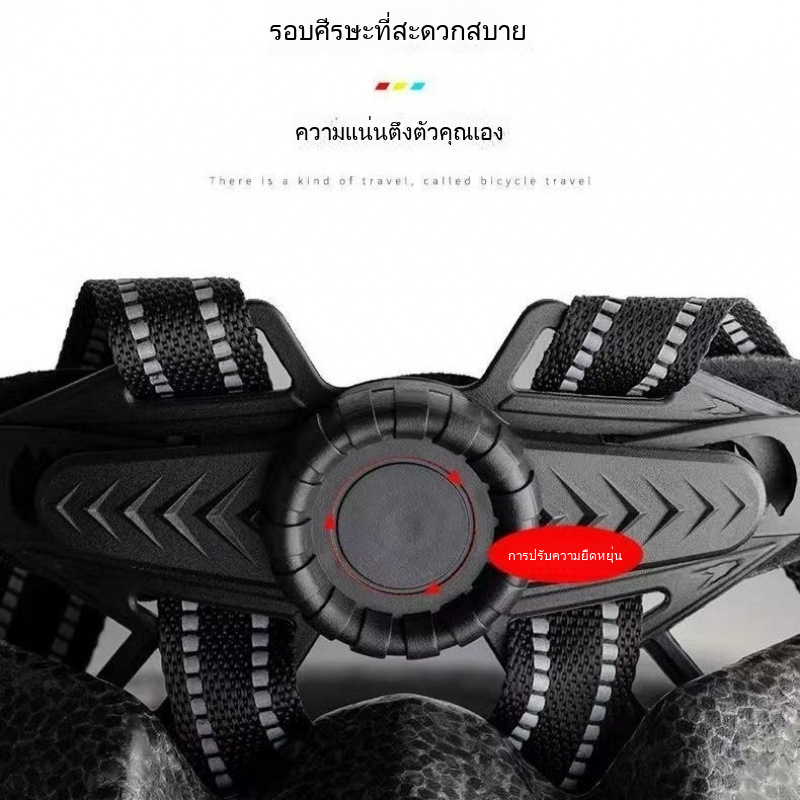 รอบศีรษะที่สะดวกสบาย
ความแน่นตึงตัวคุณเอง
There is a kind of travel, called bicycle travel
การปรับความยืดหยุ่น